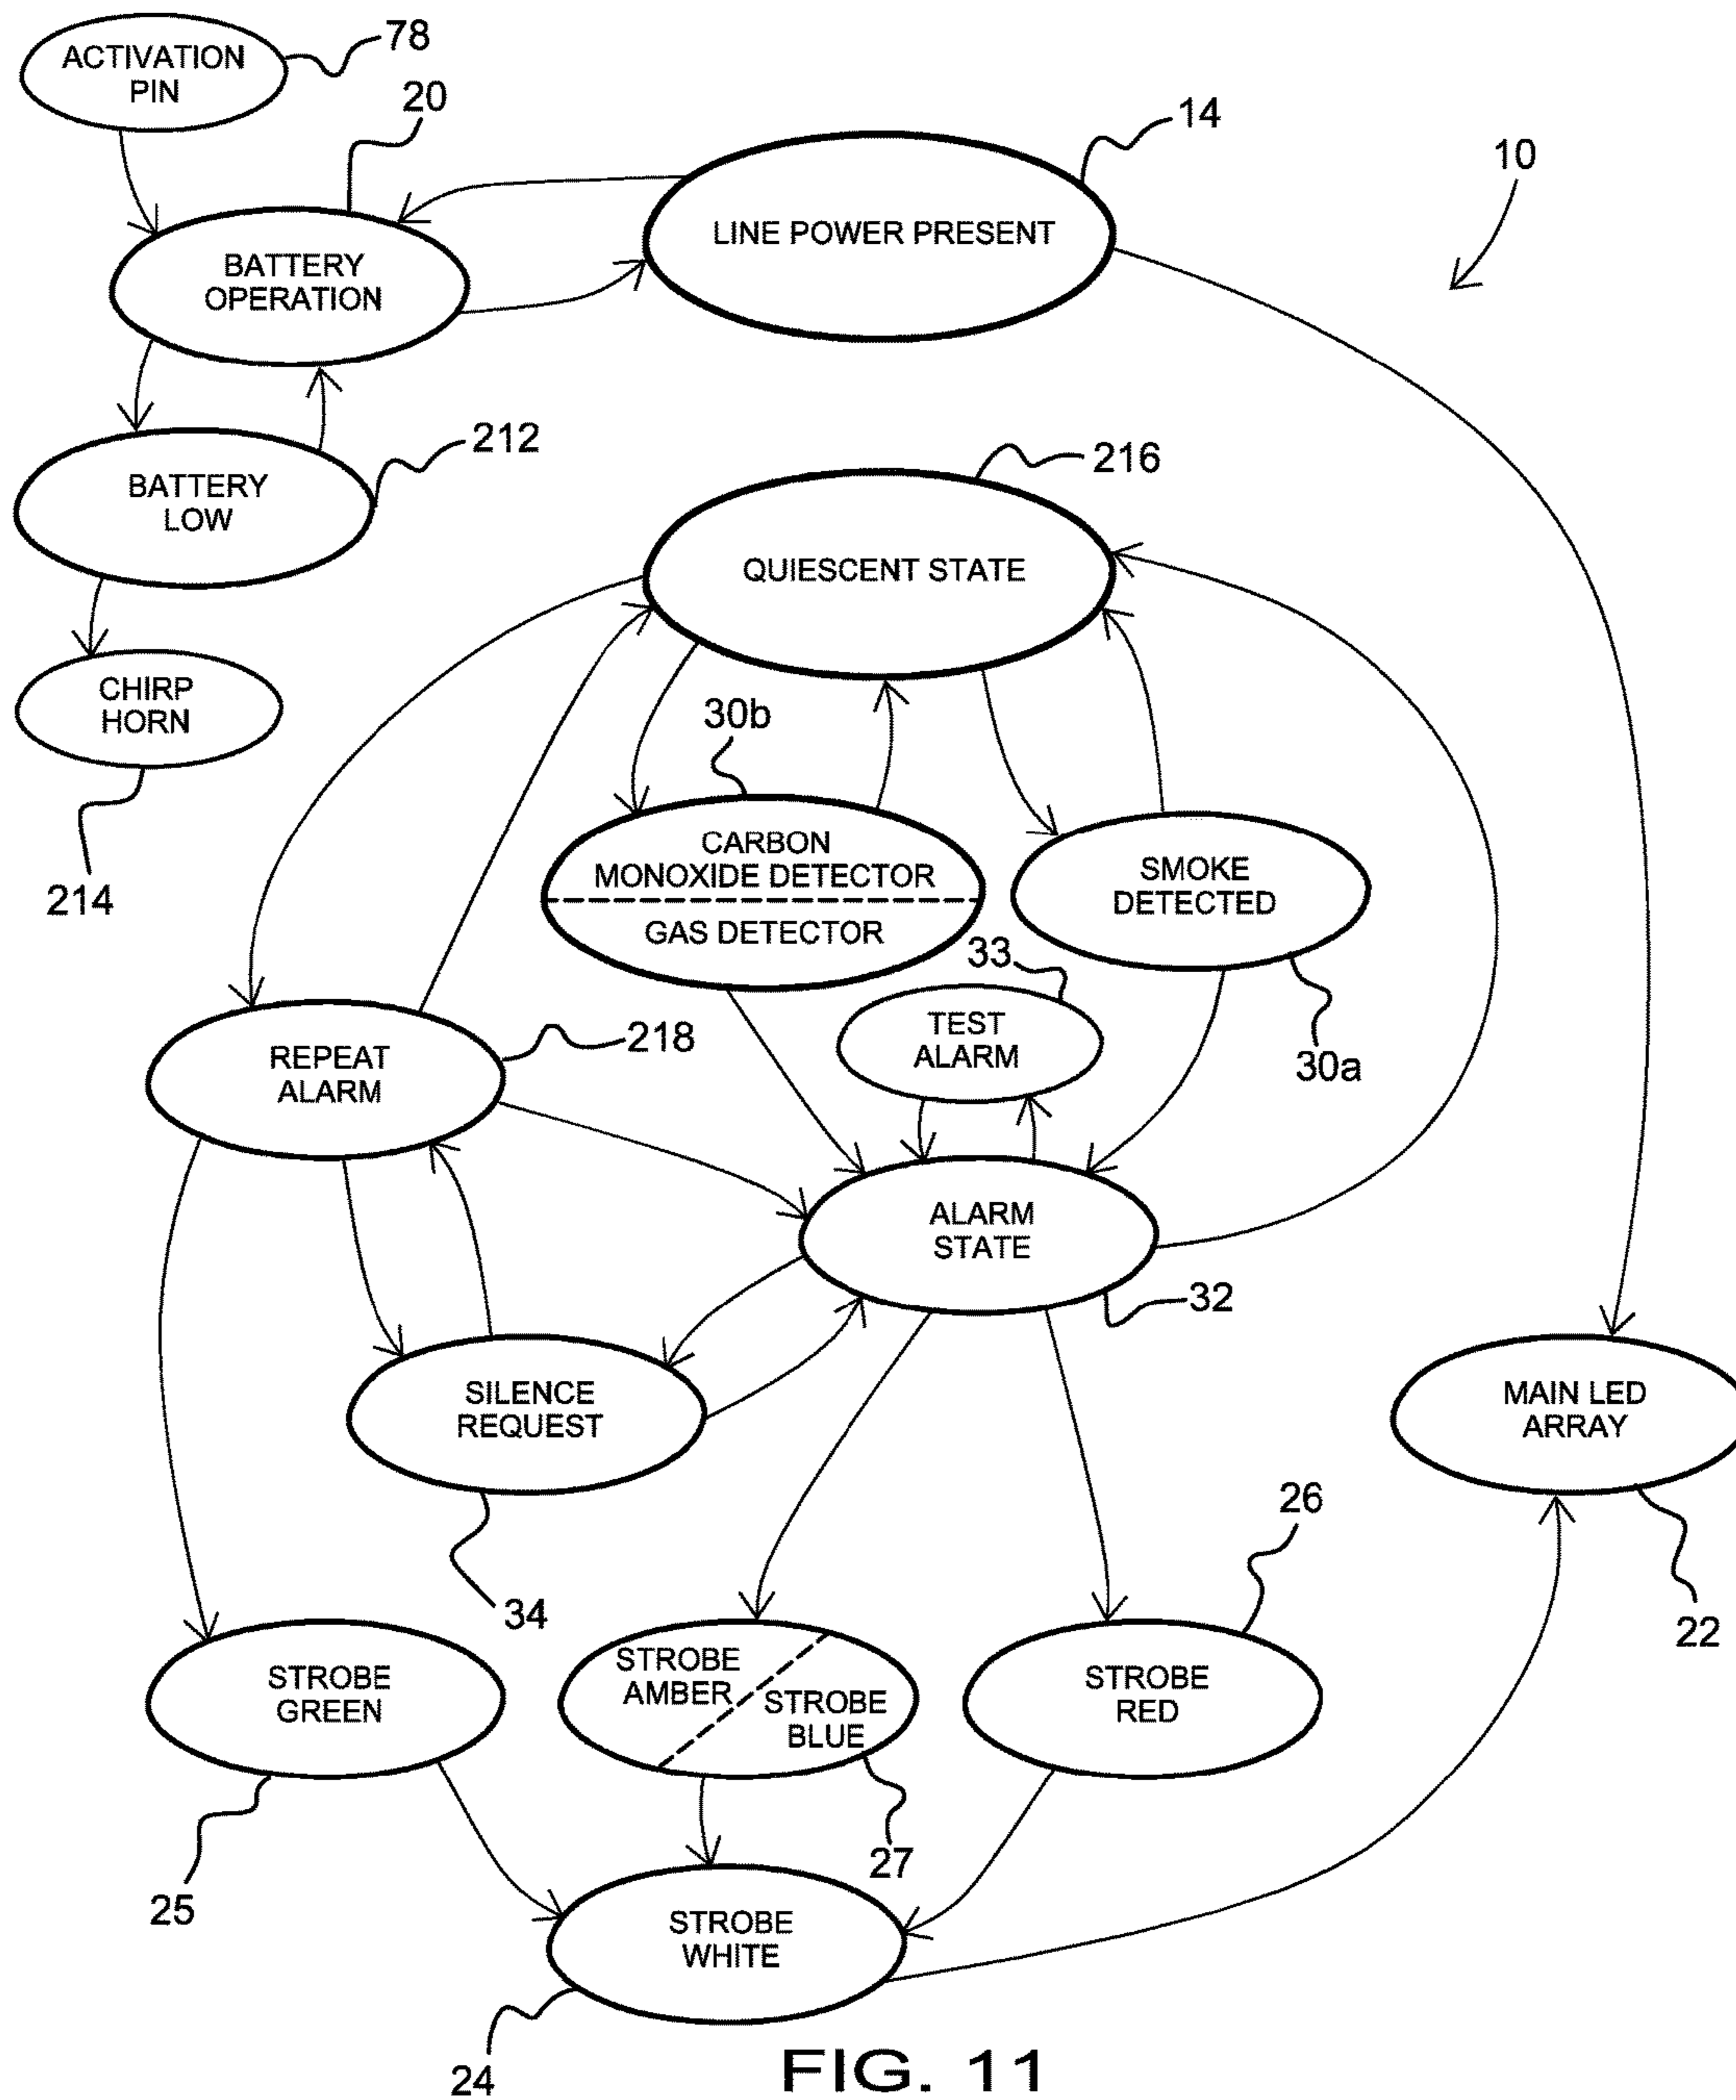 ACTIVATION
PIN
78
20
14
10
LINE POWER PRESENT
BATTERY
OPERATION
212
BATTERY
LOW
216
QUIESCENT STATE
CHIRP
HORN
214
30b
CARBON
MONOXIDE DETECTOR
GAS DETECTOR
SMOKE
DETECTED
33
30a
TEST
ALARM
REPEAT
ALARM
218
ALARM
STATE
32
SILENCE
REQUEST
34
MAIN LED
ARRAY
22
26
STROBE
GREEN
25
STROBE
AMBER
STROBE
BLUE
27
STROBE
RED
STROBE
WHITE
24
FIG. 11